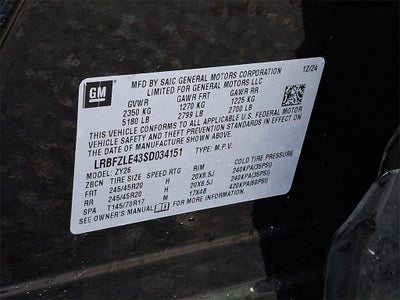 GM
MFD BY SAIC GENERAL MOTORS CORPORATION 12/24
LIMITED FOR GENERAL MOTORS LLC
GVWR GAWR FRT GAWR RR
2350 KG 1270 KG 1225 KG
5180 LB 2799 LB 2700 LB
THIS VEHICLE CONFORMS TO ALL APPLICABLE U.S. FEDERAL MOTOR
VEHICLE SAFETY AND THEFT PREVENTION STANDARDS IN EFFECT ON
THE DATE OF MANUFACTURE SHOWN ABOVE.
LRBFZLE43SD034151 TYPE: M.P.V.
MODEL: ZY26
ZBCN TIRE SIZE SPEED RTG RIM COLD TIRE PRESSURE
FRT 245/45R20 H 20X8.5J 240KPA(35PSI)
RR 245/45R20 H 20X8.5J 240KPA(35PSI)
SPA T145/70R17 M 17X4B 420KPA(60PSI)
SEE OWNER'S MANUAL FOR ADDITIONAL INFORMATION.